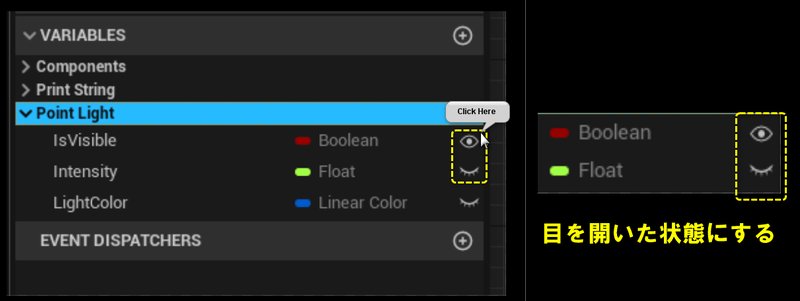 VARIABLES
Components
Print String
Point Light
Click Here
IsVisible Boolean
Intensity Float
LightColor Linear Color
EVENT DISPATCHERS
Boolean
Float
目を開いた状態にする